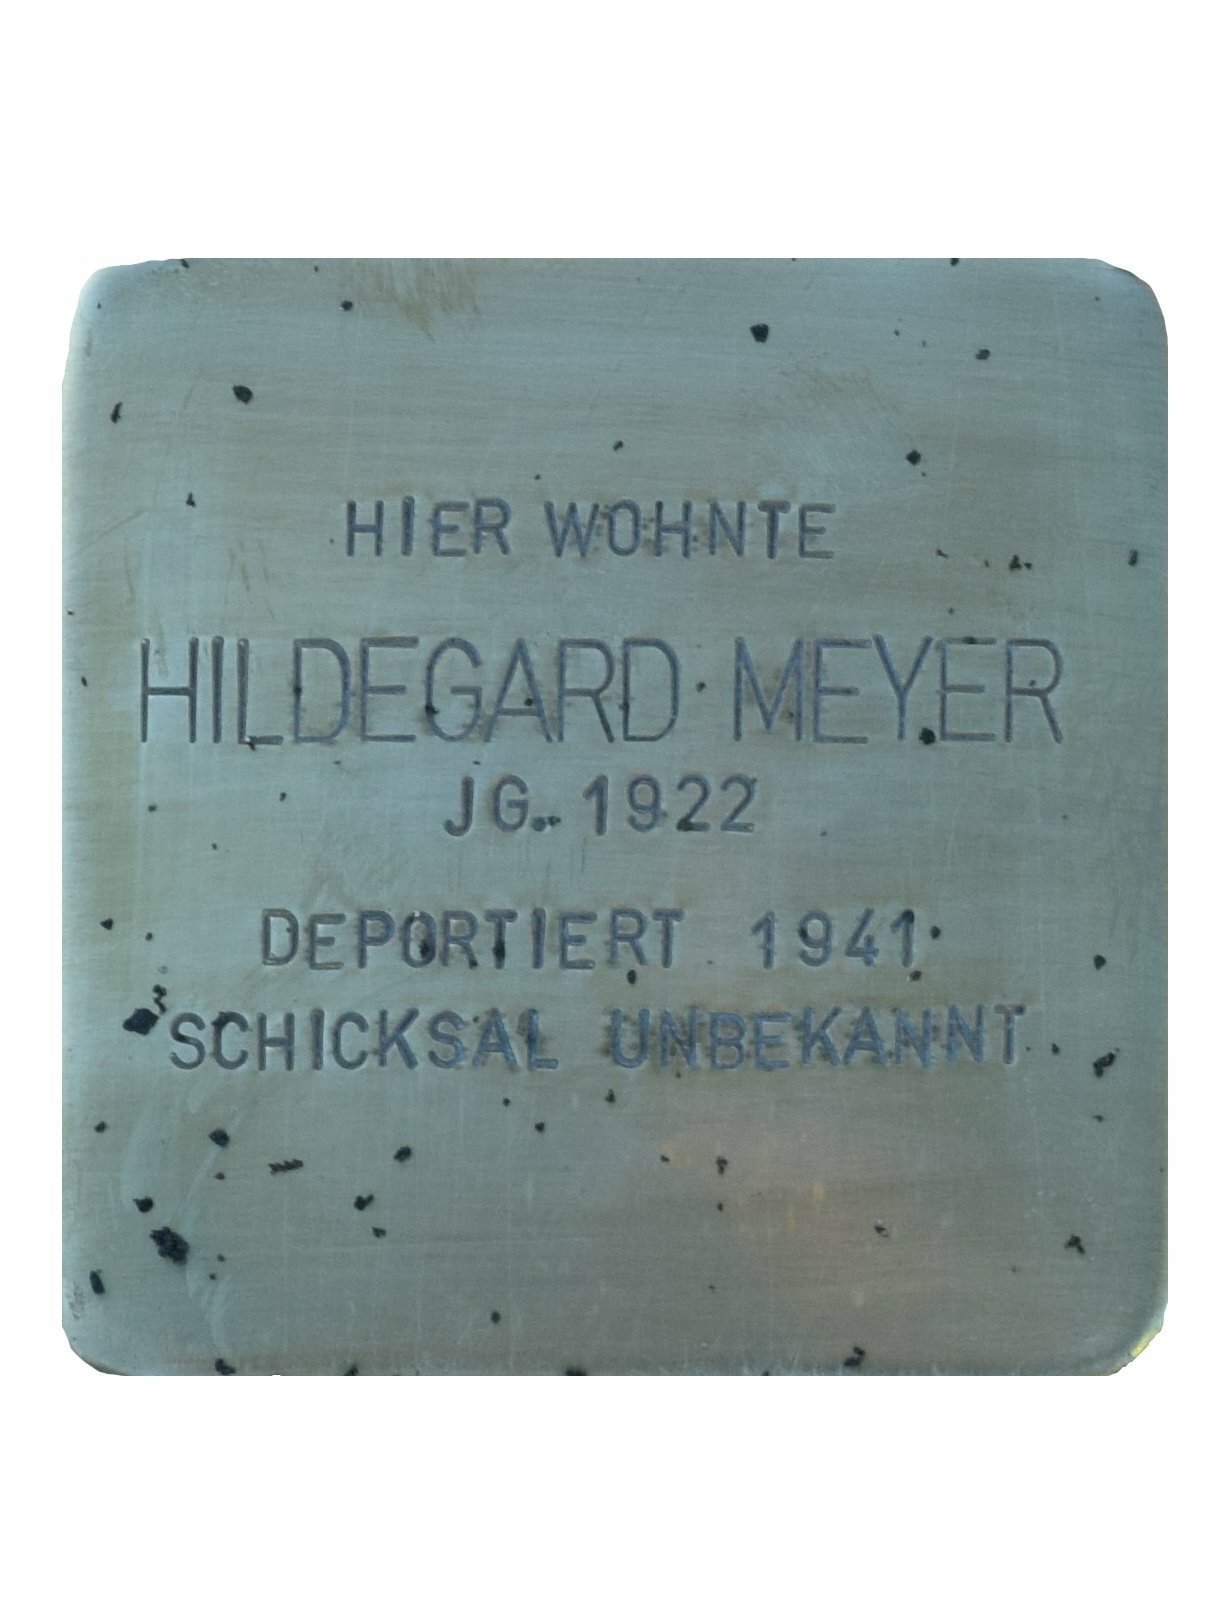 HIER WOHNTE
HILDEGARD MEYER
JG. 1922
DEPORTIERT 1941
SCHICKSAL UNBEKANNT